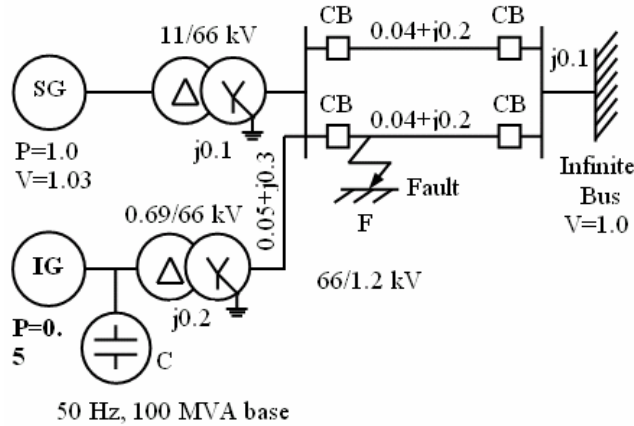 CB
CB
11/66 kV
0.04+j0.2
j0.1
SG
Δ
Y
CB
CB
0.04+j0.2
P=1.0
V=1.03
j0.1
0.05+j0.3
Fault
F
Infinite
Bus
V=1.0
0.69/66 kV
IG
Δ
Y
66/1.2 kV
P=0.
5
j0.2
C
50 Hz, 100 MVA base